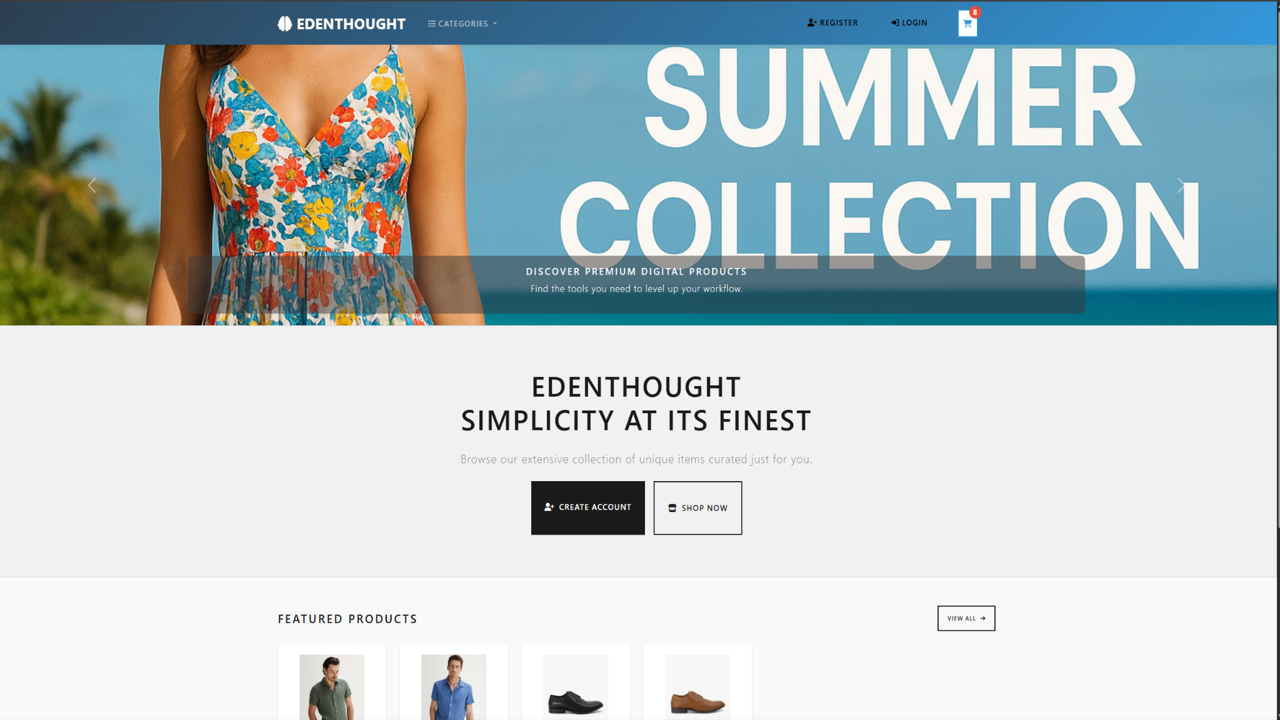 EDENTHOUGHT
CATEGORIES
REGISTER
LOGIN
8
SUMMER
COLLECTION
DISCOVER PREMIUM DIGITAL PRODUCTS
Find the tools you need to level up your workflow.
EDENTHOUGHT
SIMPLICITY AT ITS FINEST
Browse our extensive collection of unique items curated just for you.
CREATE ACCOUNT
SHOP NOW
FEATURED PRODUCTS
VIEW ALL